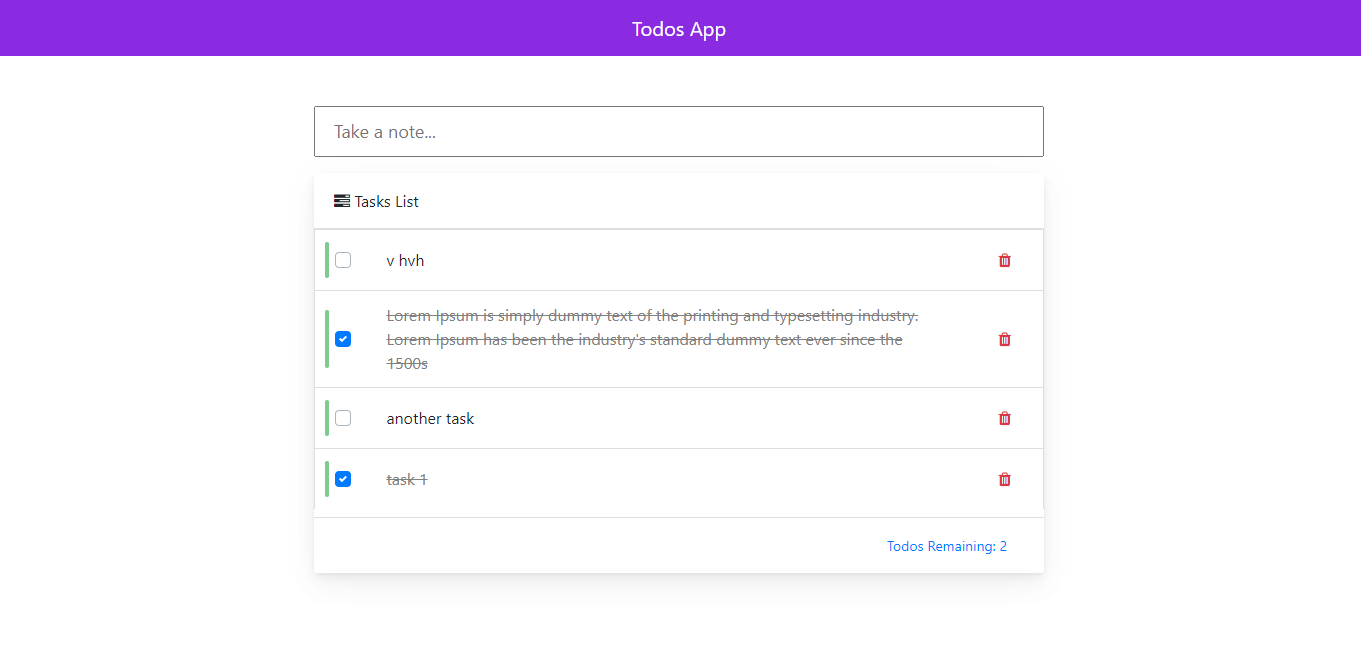 Todos App
Take a note...
Tasks List
v hvh
Lorem Ipsum is simply dummy text of the printing and typesetting industry.
Lorem Ipsum has been the industry's standard dummy text ever since the
1500s
another task
task 1
Todos Remaining: 2